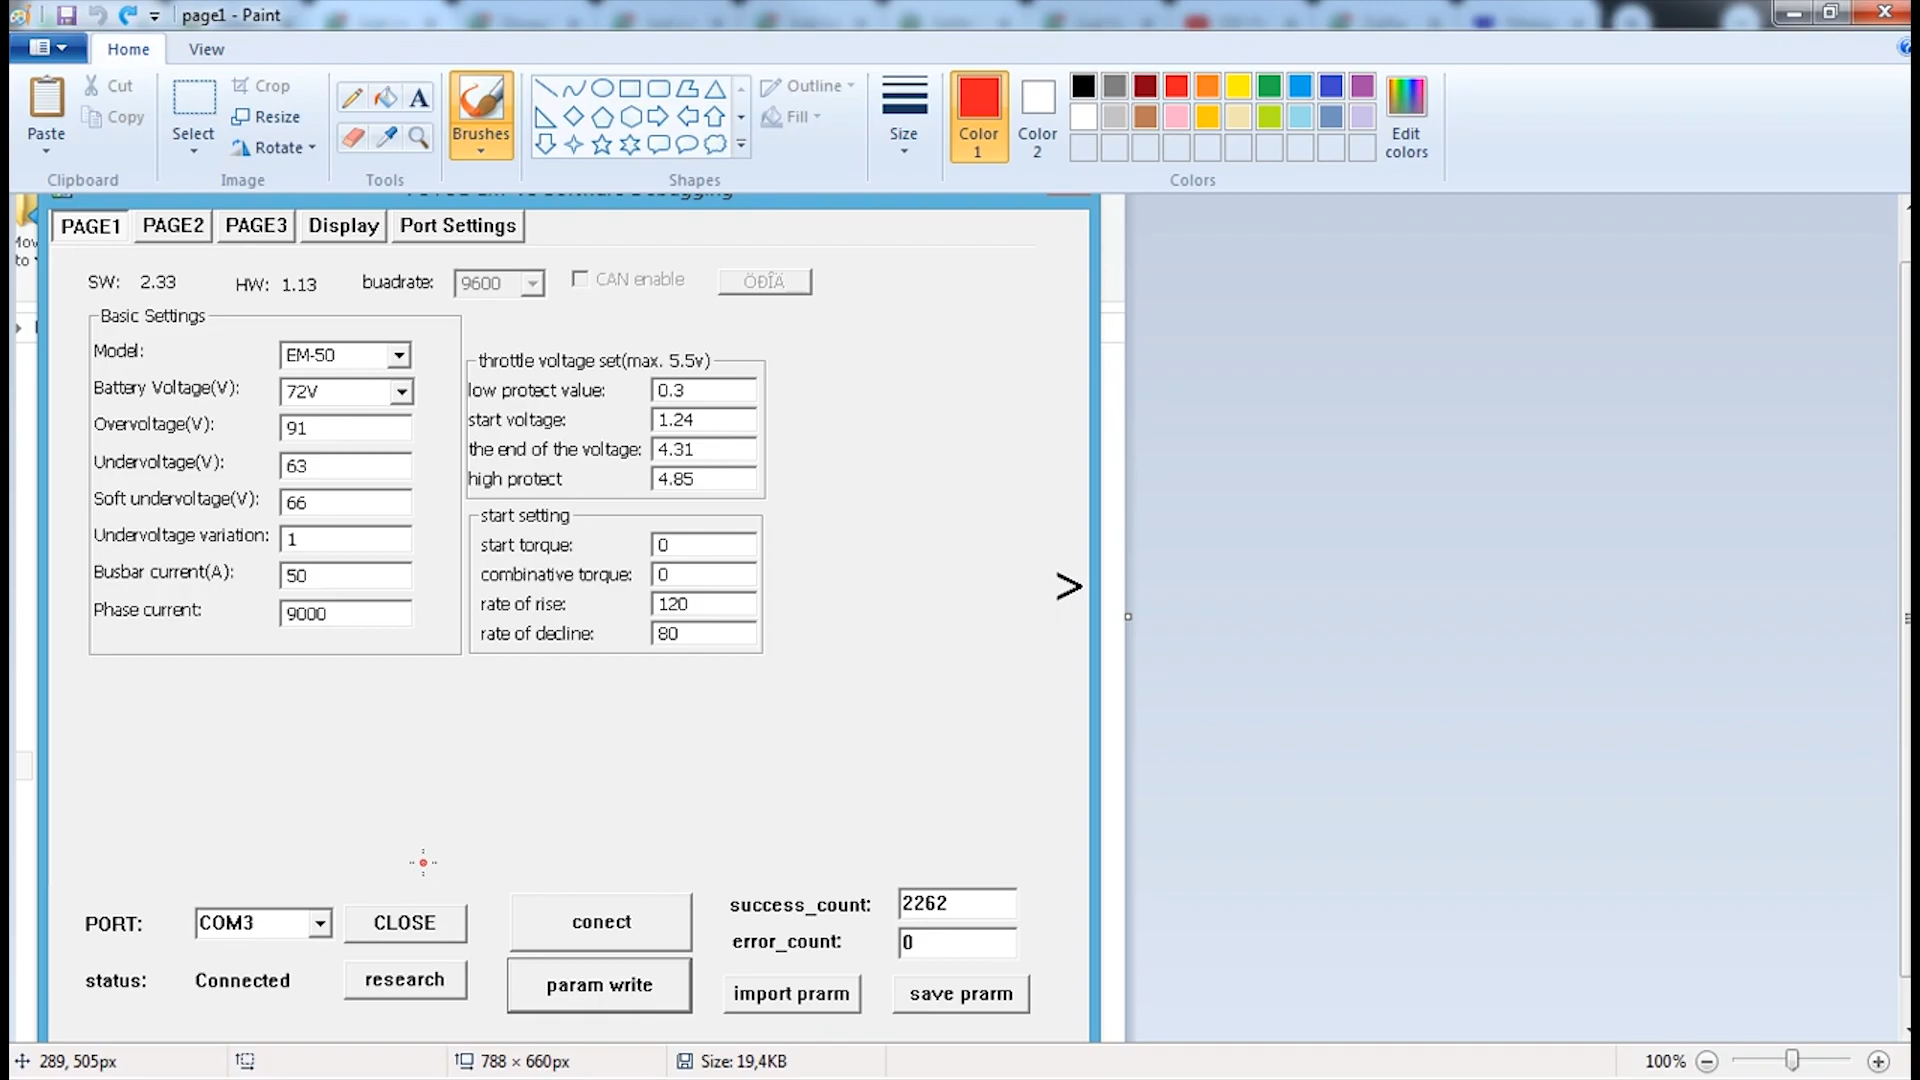 page1 - Paint
Home View
Paste Cut Copy Clipboard
Select Crop Resize Rotate Image
A Tools
Brushes
Outline Fill Shapes
Size
Color 1 Color 2 Edit colors Colors
PAGE1 PAGE2 PAGE3 Display Port Settings
SW: 2.33 HW: 1.13 buadrate: 9600 CAN enable ÖÐÎÄ
Basic Settings
Model: EM-50
Battery Voltage(V): 72V
Overvoltage(V): 91
Undervoltage(V): 63
Soft undervoltage(V): 66
Undervoltage variation: 1
Busbar current(A): 50
Phase current: 9000
throttle voltage set(max. 5.5v)
low protect value: 0.3
start voltage: 1.24
the end of the voltage: 4.31
high protect 4.85
start setting
start torque: 0
combinative torque: 0
rate of rise: 120
rate of decline: 80
>
PORT: COM3 CLOSE conect success_count: 2262
error_count: 0
status: Connected research param write import prarm save prarm
289, 505px 788 × 660px Size: 19,4KB 100%